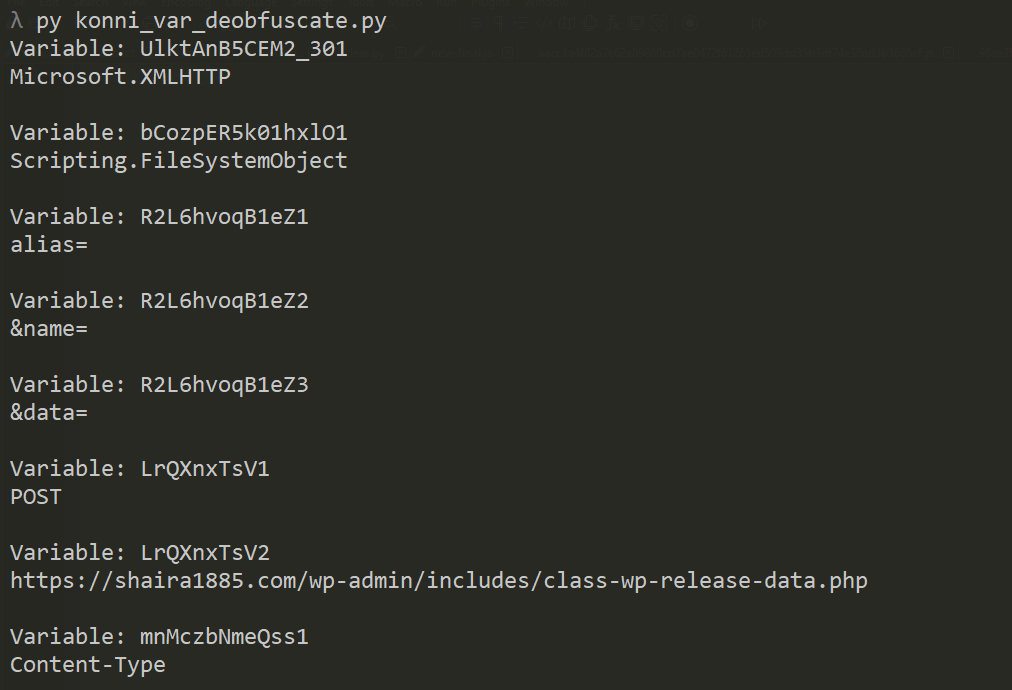 λ py konni_var_deobfuscate.py
Variable: UlktAnB5CEM2_301
Microsoft.XMLHTTP
Variable: bCozpER5k01hxlO1
Scripting.FileSystemObject
Variable: R2L6hvoqB1eZ1
alias=
Variable: R2L6hvoqB1eZ2
&name=
Variable: R2L6hvoqB1eZ3
&data=
Variable: LrQXnxTsV1
POST
Variable: LrQXnxTsV2
https://shaira1885.com/wp-admin/includes/class-wp-release-data.php
Variable: mnMczbNmeQss1
Content-Type